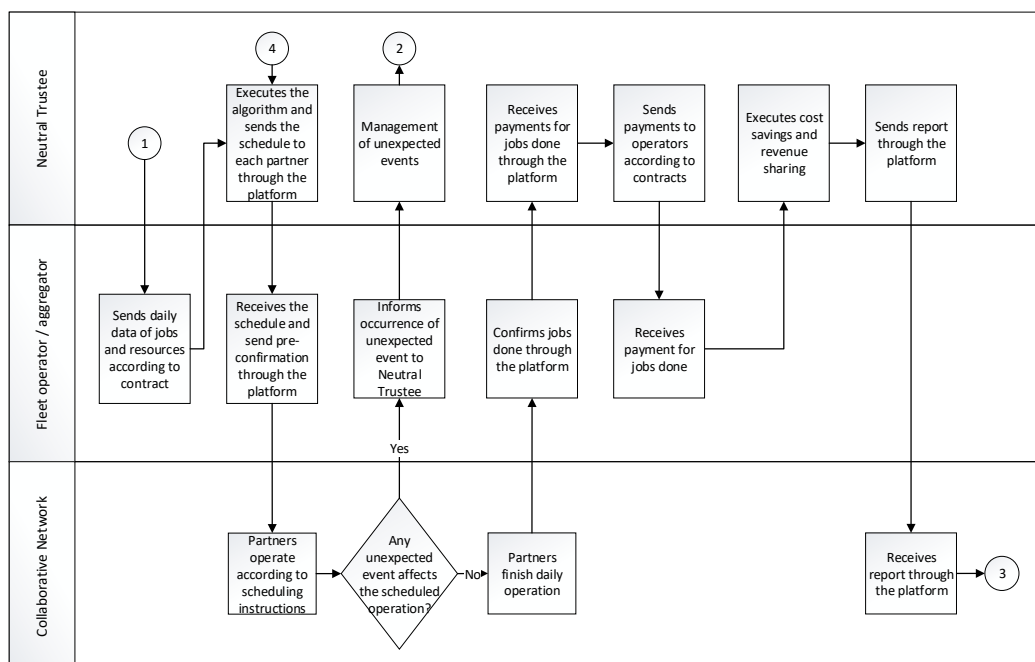 Neutral Trustee
4
2
1
Executes the
algorithm and
sends the
schedule to
each partner
through the
platform
Management
of unexpected
events
Receives
payments for
jobs done
through the
platform
Sends
payments to
operators
according to
contracts
Executes cost
savings and
revenue
sharing
Sends report
through the
platform
Fleet operator / aggregator
Sends daily
data of jobs
and resources
according to
contract
Receives the
schedule and
send pre-
confirmation
through the
platform
Informs
occurrence of
unexpected
event to
Neutral
Trustee
Confirms jobs
done through
the platform
Receives
payment for
jobs done
Yes
Collaborative Network
Partners
operate
according to
scheduling
instructions
Any
unexpected
event affects
the scheduled
operation?
No
Partners
finish daily
operation
Receives
report through
the platform
3